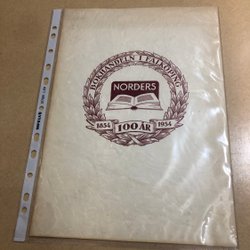 BOKHANDELN I FALKÖPING
NORDERS
1854 1954
100 ÅR